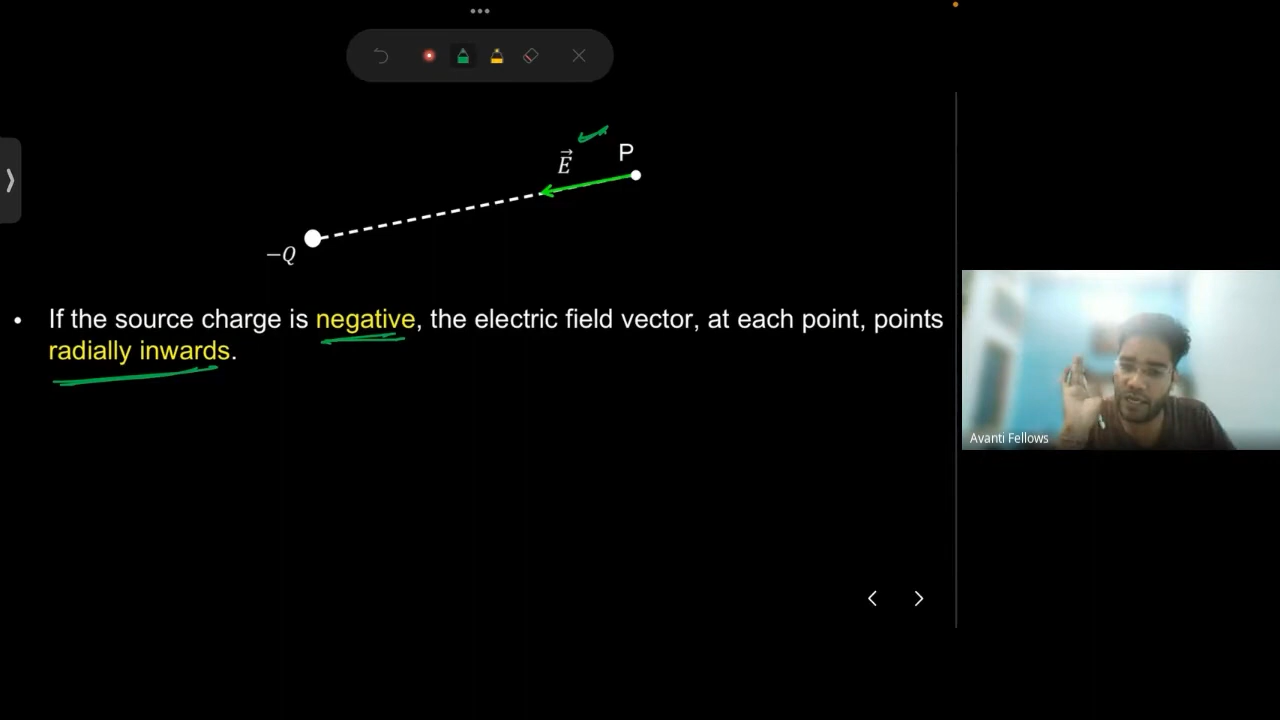 P
E⃗
−Q
• If the source charge is negative, the electric field vector, at each point, points
radially inwards.
Avanti Fellows